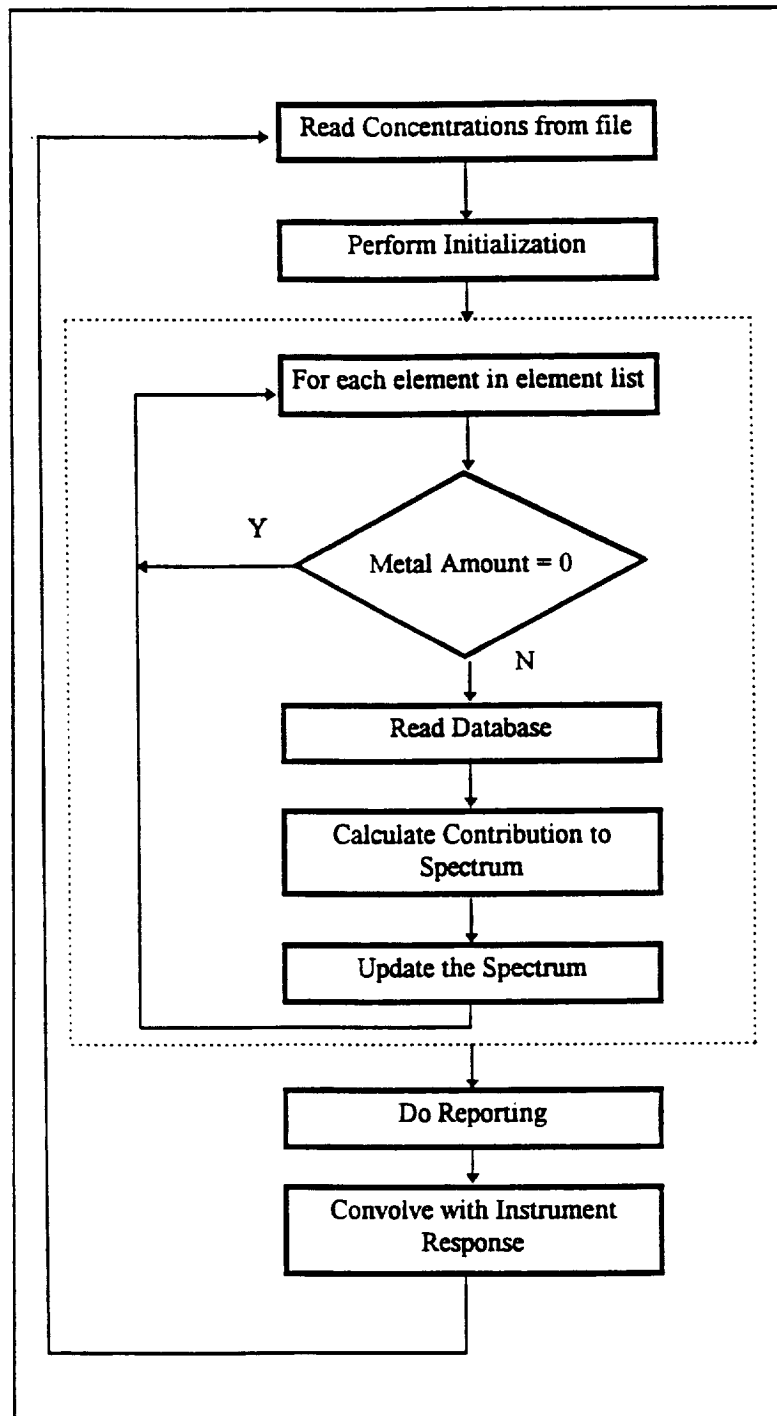 Read Concentrations from file
Perform Initialization
For each element in element list
Y
Metal Amount = 0
N
Read Database
Calculate Contribution to
Spectrum
Update the Spectrum
Do Reporting
Convolve with Instrument
Response